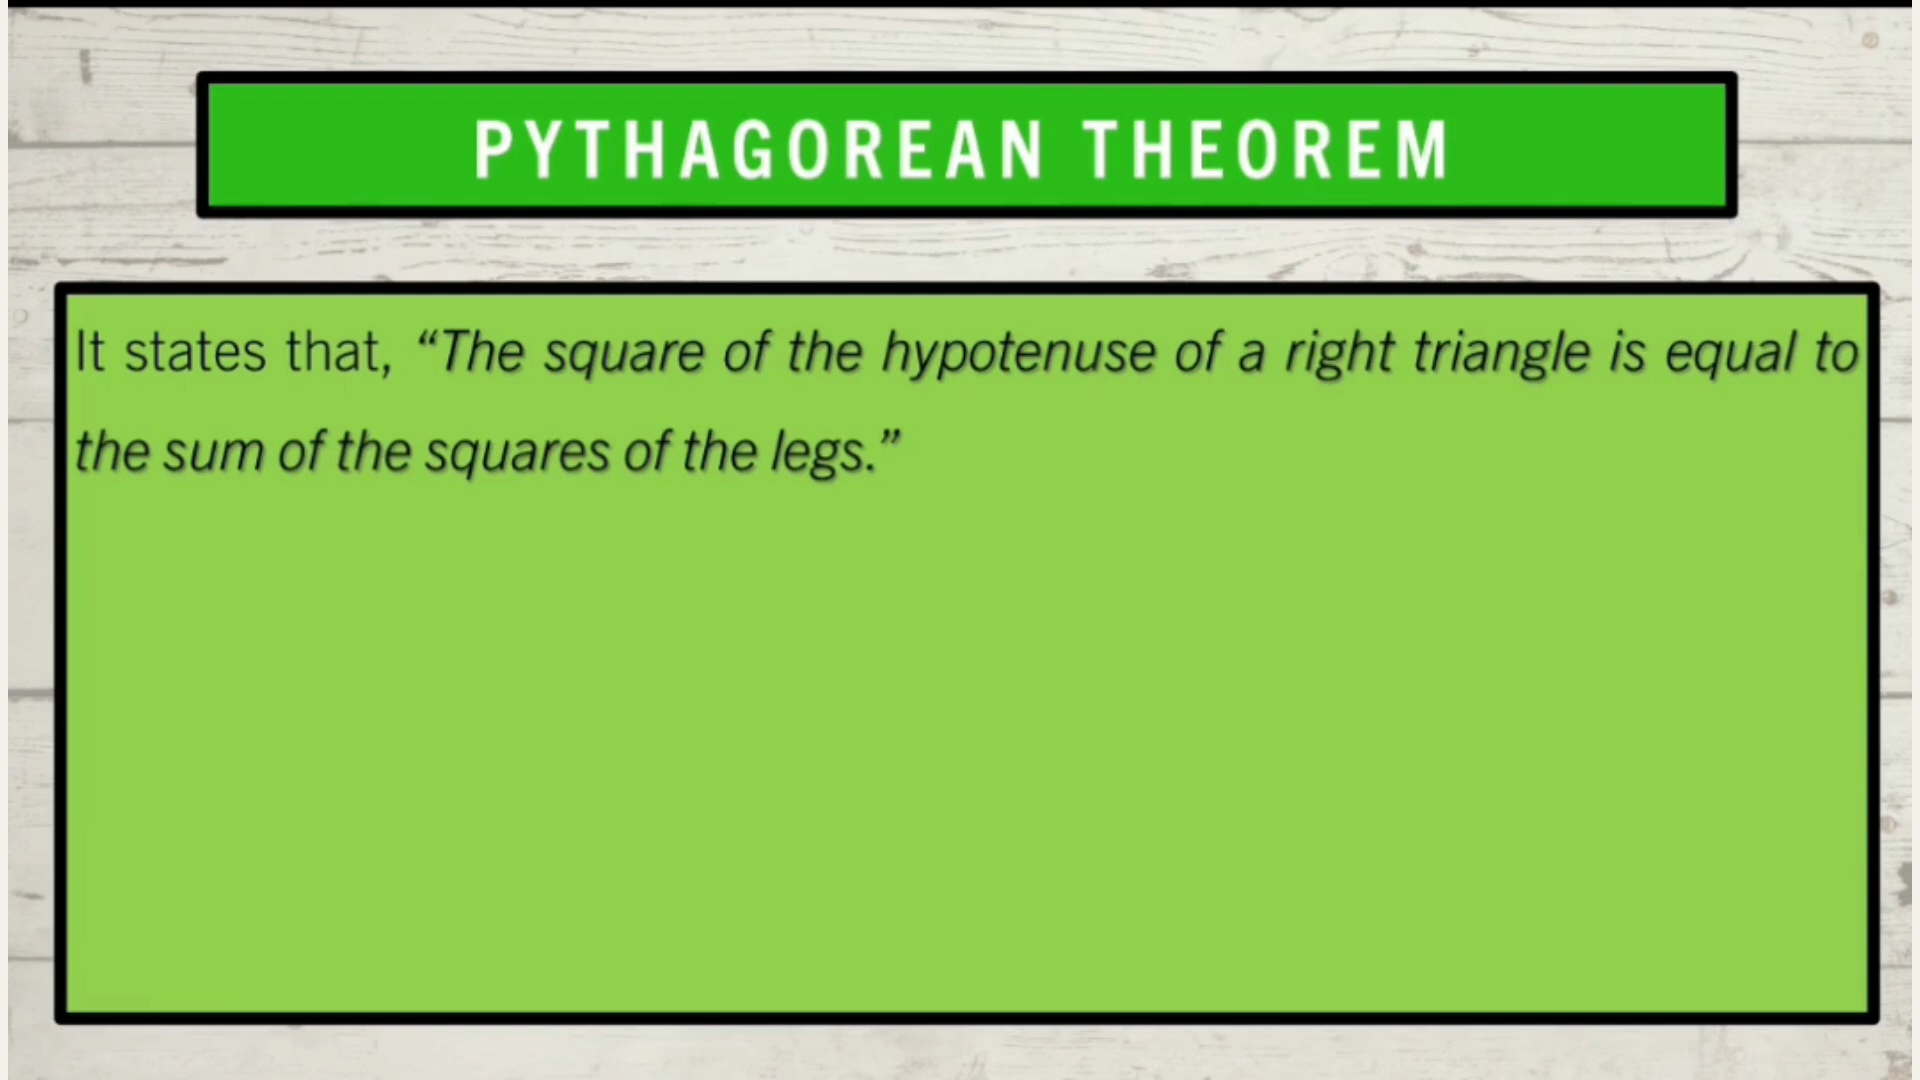 PYTHAGOREAN THEOREM
It states that, “The square of the hypotenuse of a right triangle is equal to
the sum of the squares of the legs.”